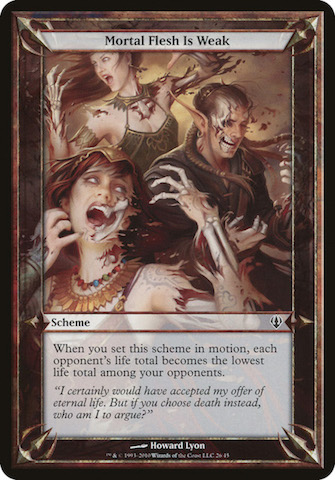 Mortal Flesh Is Weak
Scheme
When you set this scheme in motion, each
opponent's life total becomes the lowest
life total among your opponents.
"I certainly would have accepted my offer of
eternal life. But if you choose death instead,
who am I to argue?"
Howard Lyon
™ & © 1993–2010 Wizards of the Coast LLC 26/45